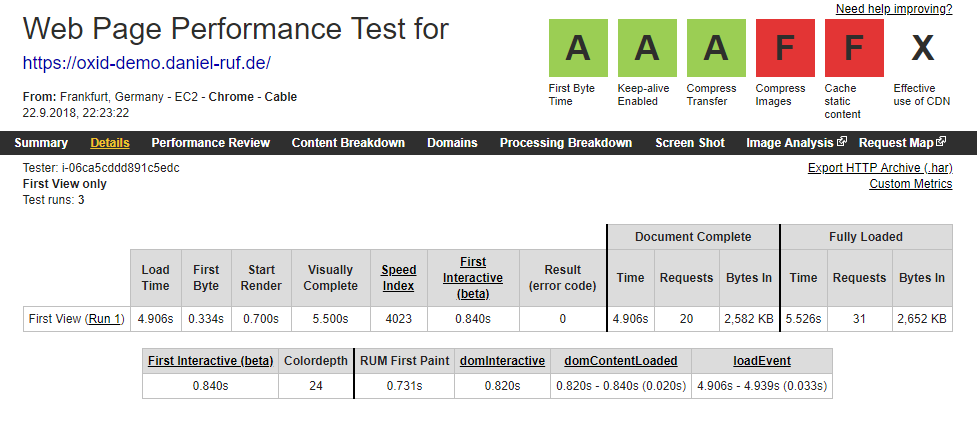 Need help improving?
Web Page Performance Test for
https://oxid-demo.daniel-ruf.de/
From: Frankfurt, Germany - EC2 - Chrome - Cable
22.9.2018, 22:23:22
A A A F F X
First Byte Time
Keep-alive Enabled
Compress Transfer
Compress Images
Cache static content
Effective use of CDN
Summary Details Performance Review Content Breakdown Domains Processing Breakdown Screen Shot Image Analysis Request Map
Tester: i-06ca5cddd891c5edc
First View only
Test runs: 3
Export HTTP Archive (.har)
Custom Metrics
Document Complete Fully Loaded
Load Time First Byte Start Render Visually Complete Speed Index First Interactive (beta) Result (error code) Time Requests Bytes In Time Requests Bytes In
First View (Run 1) 4.906s 0.334s 0.700s 5.500s 4023 0.840s 0 4.906s 20 2,582 KB 5.526s 31 2,652 KB
First Interactive (beta) Colordepth RUM First Paint domInteractive domContentLoaded loadEvent
0.840s 24 0.731s 0.820s 0.820s - 0.840s (0.020s) 4.906s - 4.939s (0.033s)